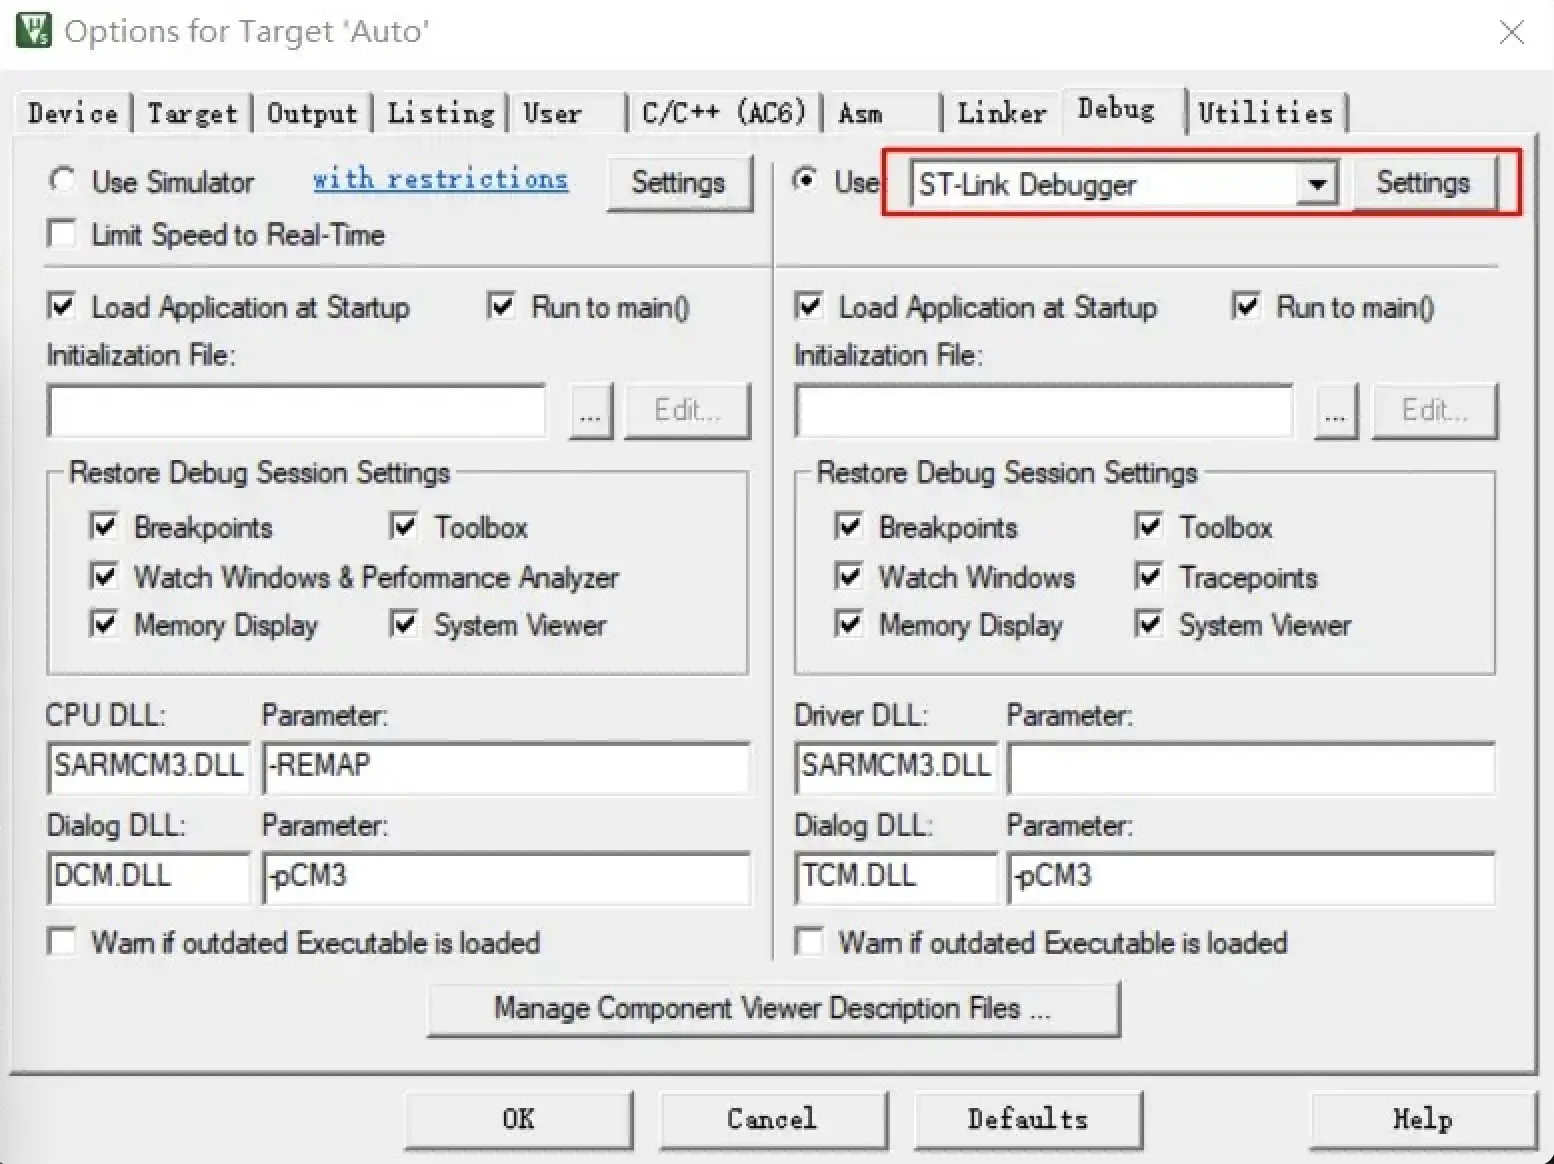 Options for Target 'Auto'
Device Target Output Listing User C/C++ (AC6) Asm Linker Debug Utilities
Use Simulator with restrictions Settings
Limit Speed to Real-Time
Use ST-Link Debugger Settings
Load Application at Startup Run to main()
Initialization File:
... Edit...
Restore Debug Session Settings
Breakpoints Toolbox
Watch Windows & Performance Analyzer
Memory Display System Viewer
CPU DLL: Parameter:
SARMCM3.DLL -REMAP
Dialog DLL: Parameter:
DCM.DLL -pCM3
Warn if outdated Executable is loaded
Load Application at Startup Run to main()
Initialization File:
... Edit...
Restore Debug Session Settings
Breakpoints Toolbox
Watch Windows Tracepoints
Memory Display System Viewer
Driver DLL: Parameter:
SARMCM3.DLL
Dialog DLL: Parameter:
TCM.DLL -pCM3
Warn if outdated Executable is loaded
Manage Component Viewer Description Files ...
OK Cancel Defaults Help